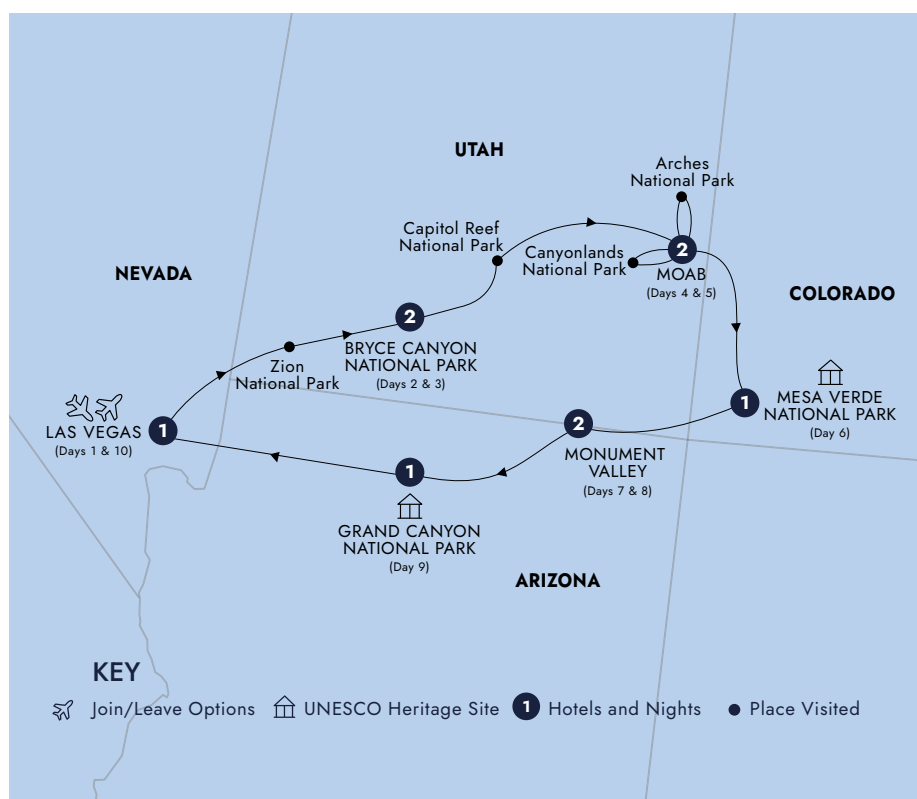 UTAH
Arches
National Park
Capitol Reef
National Park
Canyonlands
National Park
2
MOAB
(Days 4 & 5)
NEVADA
COLORADO
2
BRYCE CANYON
NATIONAL PARK
(Days 2 & 3)
Zion
National Park
1
MESA VERDE
NATIONAL PARK
(Day 6)
LAS VEGAS
(Days 1 & 10)
1
2
MONUMENT
VALLEY
(Days 7 & 8)
1
GRAND CANYON
NATIONAL PARK
(Day 9)
ARIZONA
KEY
Join/Leave Options
UNESCO Heritage Site
1 Hotels and Nights
Place Visited